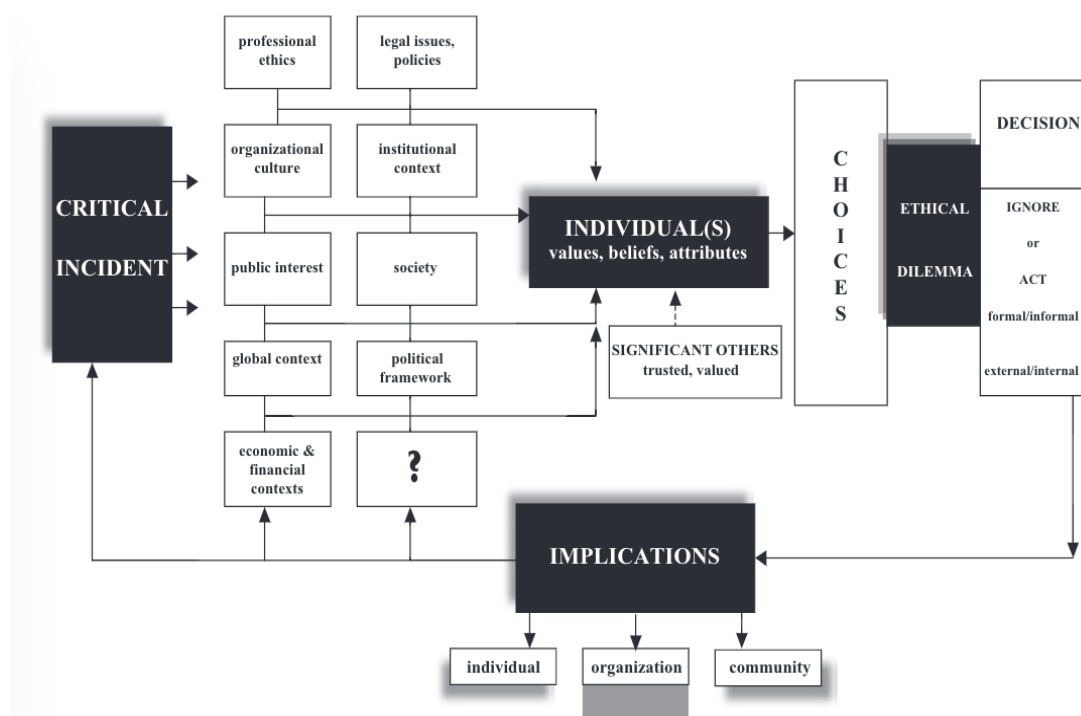 professional
ethics
legal issues,
policies
organizational
culture
institutional
context
public interest
society
global context
political
framework
economic &
financial
contexts
?
CRITICAL
INCIDENT
INDIVIDUAL(S)
values, beliefs, attributes
SIGNIFICANT OTHERS
trusted, valued
CHOICES
ETHICAL
DILEMMA
DECISION
IGNORE
or
ACT
formal/informal
external/internal
IMPLICATIONS
individual
organization
community